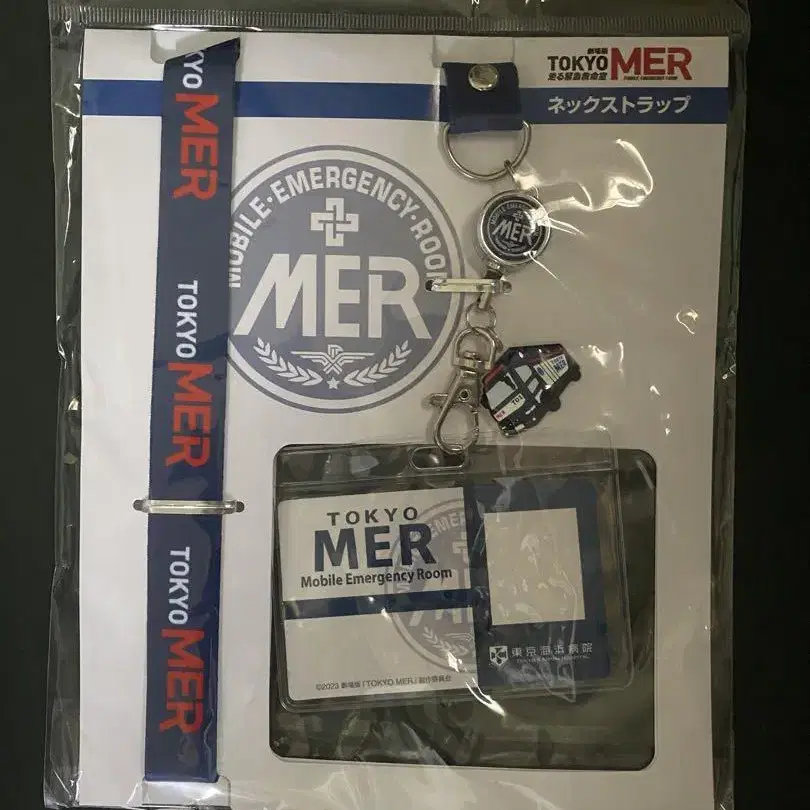 劇場版
TOKYO MER
走る緊急救命室
ネックストラップ
KYO MER
TOKYO MER
TOKYO MER
MOBILE·EMERGENCY·ROOM
MER
MER
TOKYO
MER
Mobile Emergency Room
©2023 劇場版『TOKYO MER』製作委員会
東京海浜病院